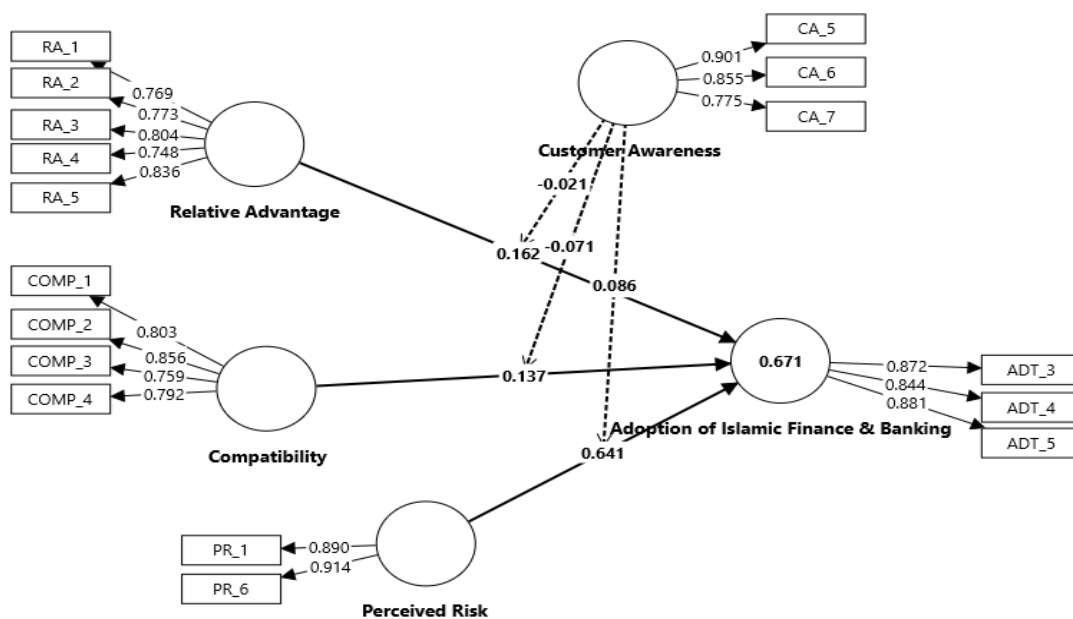 RA_1
RA_2
RA_3
RA_4
RA_5
0.769
0.773
0.804
0.748
0.836
Relative Advantage
CA_5
CA_6
CA_7
0.901
0.855
0.775
Customer Awareness
-0.021
-0.071
0.162
0.086
COMP_1
COMP_2
COMP_3
COMP_4
0.803
0.856
0.759
0.792
Compatibility
0.137
0.671
0.872
0.844
0.881
ADT_3
ADT_4
ADT_5
Adoption of Islamic Finance & Banking
0.641
PR_1
PR_6
0.890
0.914
Perceived Risk